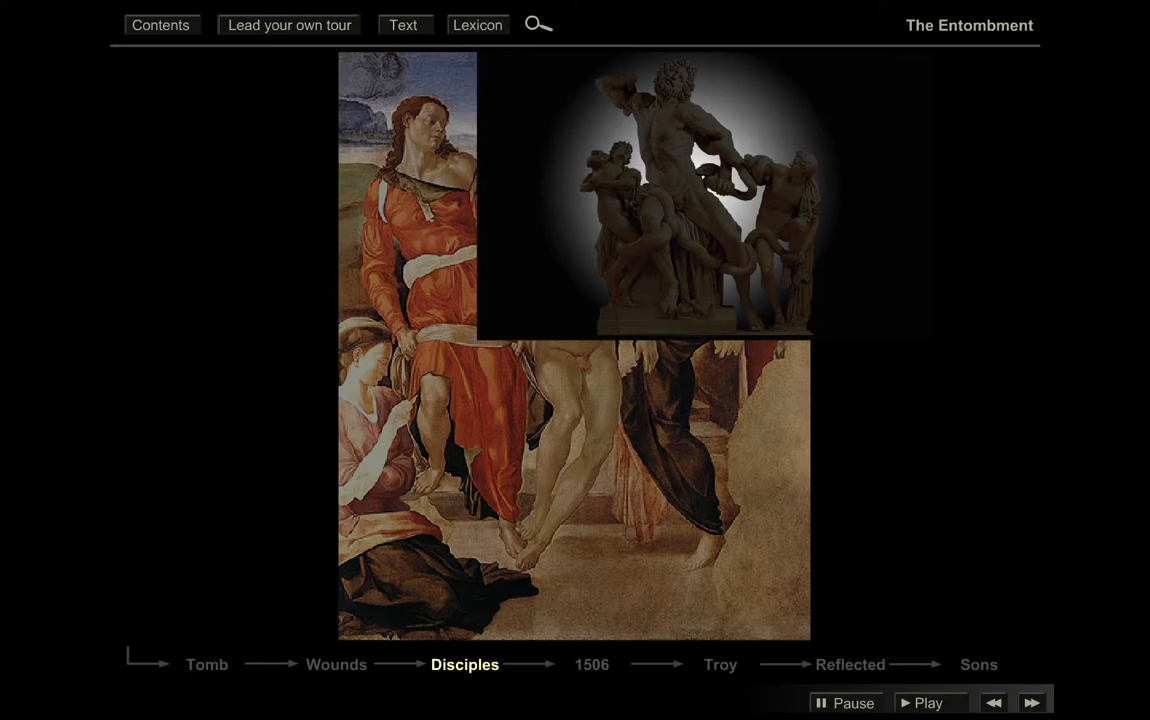 Contents Lead your own tour Text Lexicon The Entombment
Tomb Wounds Disciples 1506 Troy Reflected Sons
Pause Play